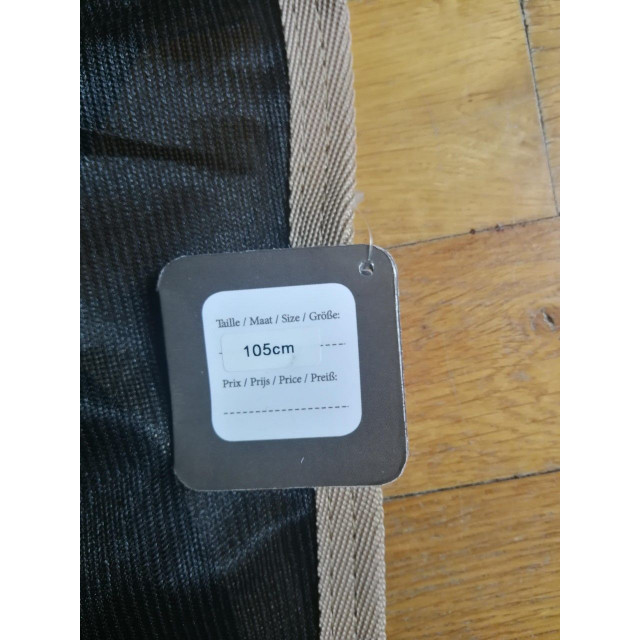 Taille / Maat / Size / Größe:
105cm
Prix / Prijs / Price / Preiß: